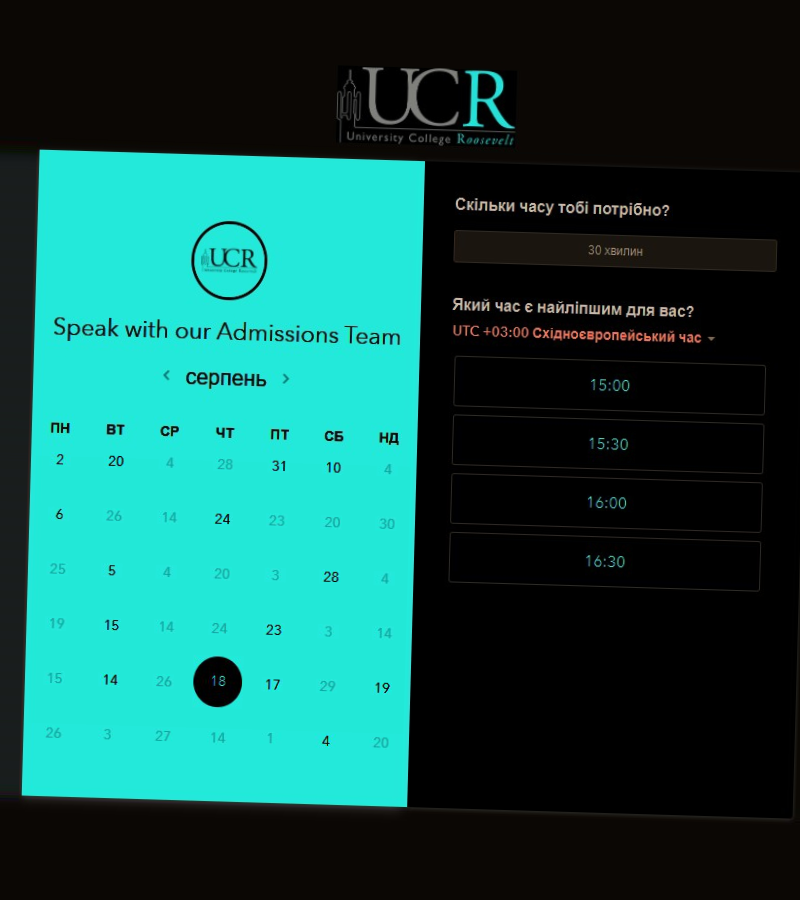 UCR
University College Roosevelt
UCR
University College Roosevelt
Speak with our Admissions Team
серпень
ПН ВТ СР ЧТ ПТ СБ НД
2 20 4 28 31 10 4
6 26 14 24 23 20 30
25 5 4 20 3 28 4
19 15 14 24 23 3 14
15 14 26 18 17 29 19
26 3 27 14 1 4 20
Скільки часу тобі потрібно?
30 хвилин
Який час є найліпшим для вас?
UTC +03:00 Східноєвропейський час
15:00
15:30
16:00
16:30